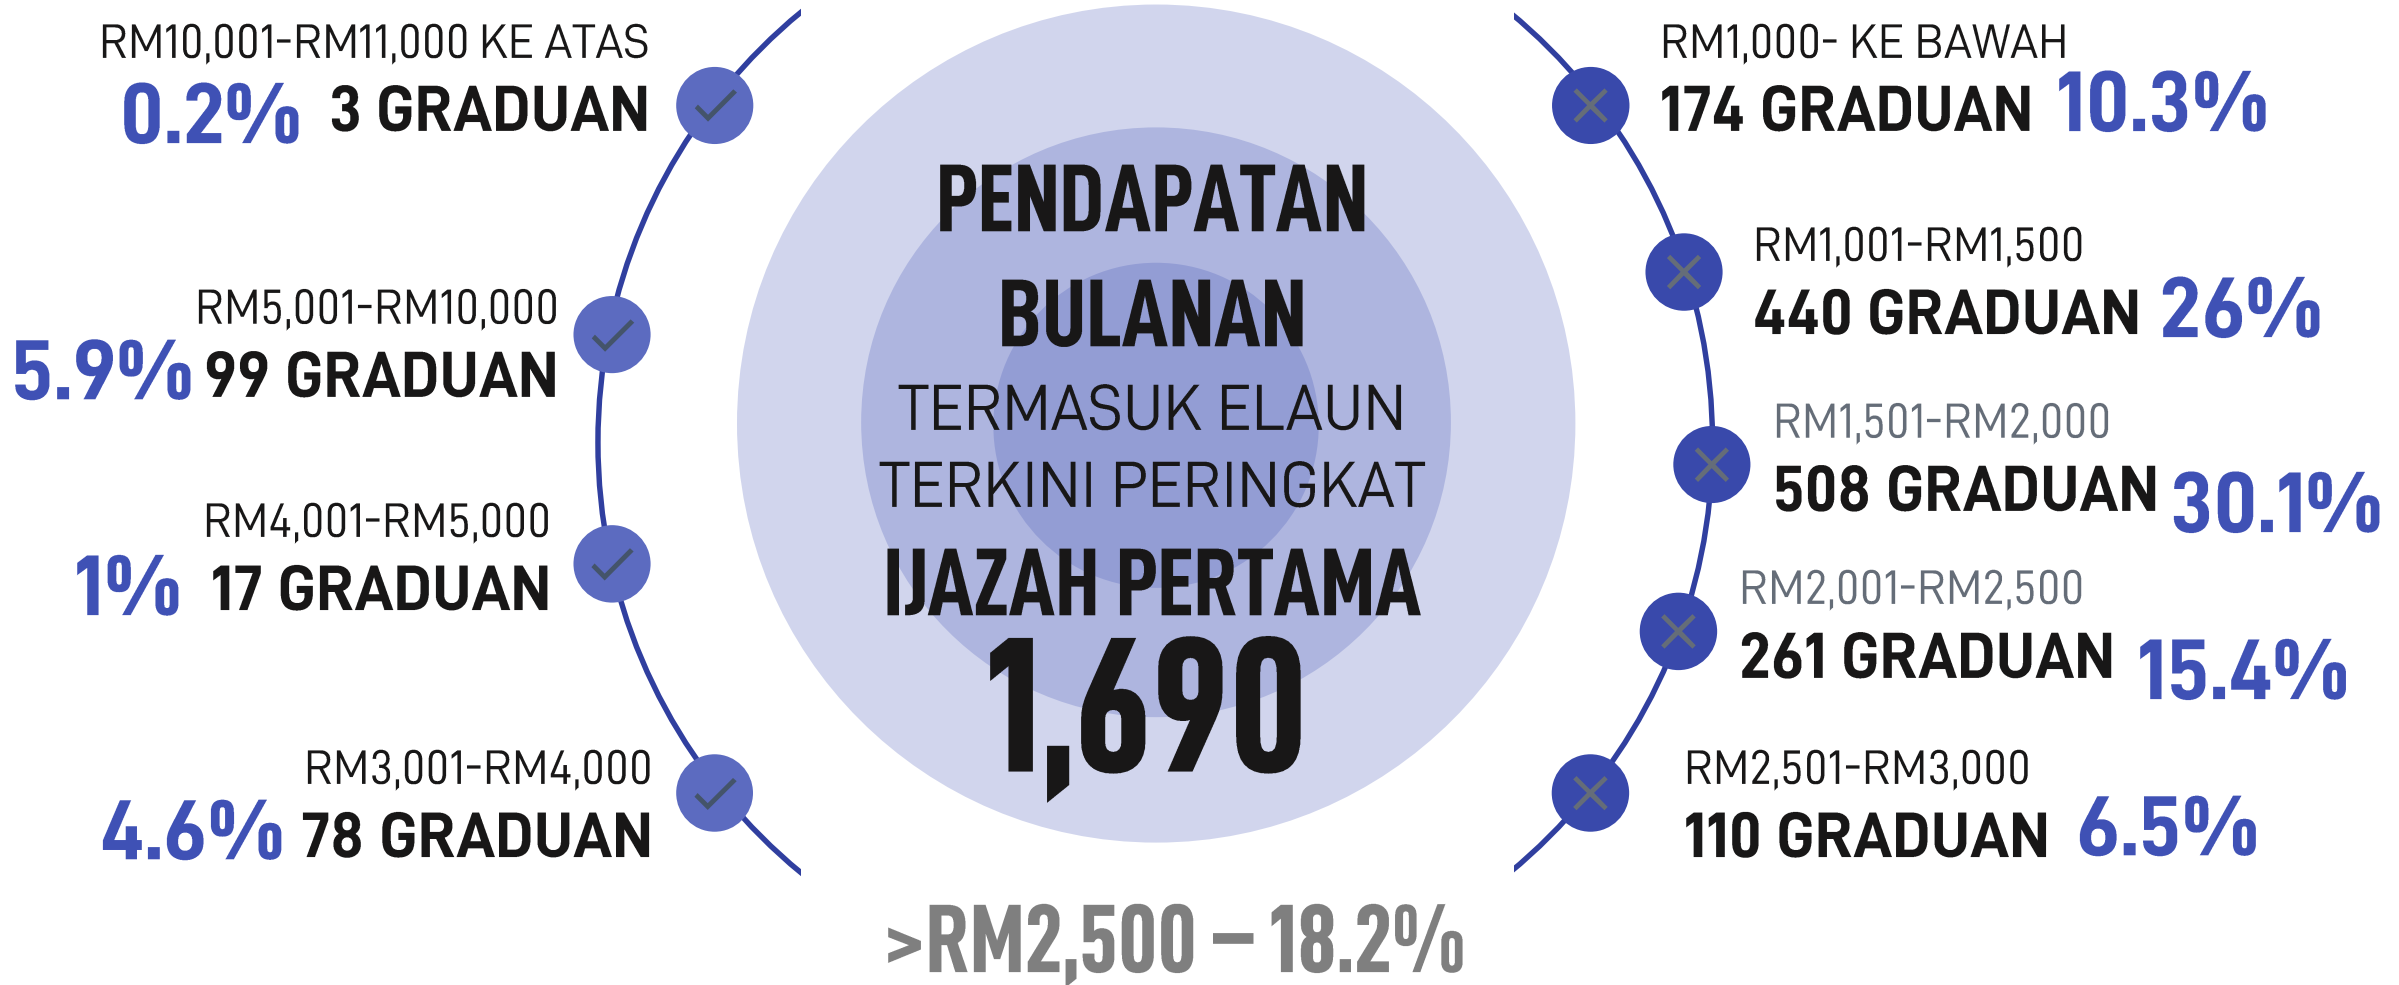 RM10,001-RM11,000 KE ATAS
0.2% 3 GRADUAN
RM5,001-RM10,000
5.9% 99 GRADUAN
RM4,001-RM5,000
1% 17 GRADUAN
RM3,001-RM4,000
4.6% 78 GRADUAN
PENDAPATAN
BULANAN
TERMASUK ELAUN
TERKINI PERINGKAT
IJAZAH PERTAMA
1,690
>RM2,500 – 18.2%
RM1,000- KE BAWAH
174 GRADUAN 10.3%
RM1,001-RM1,500
440 GRADUAN 26%
RM1,501-RM2,000
508 GRADUAN 30.1%
RM2,001-RM2,500
261 GRADUAN 15.4%
RM2,501-RM3,000
110 GRADUAN 6.5%